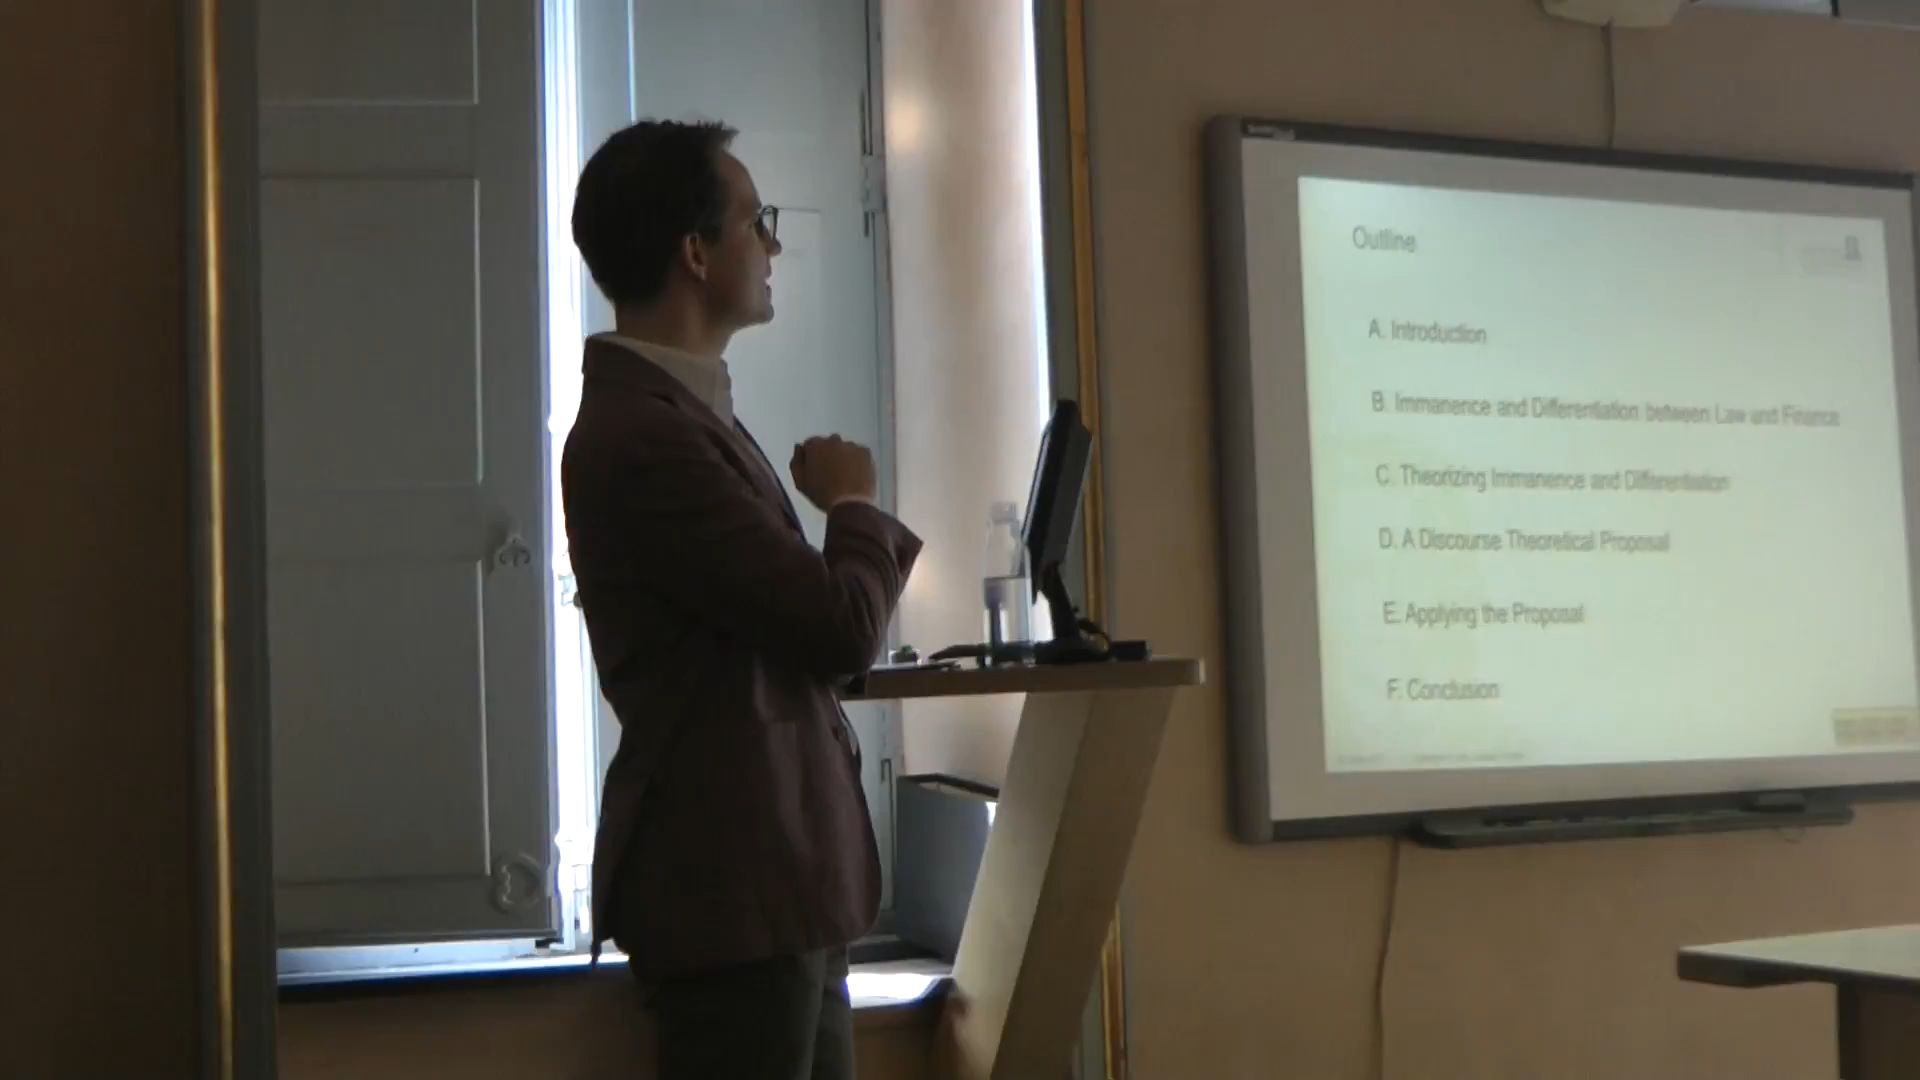 Outline
A. Introduction
B. Immanence and Differentiation between Law and Finance
C. Theorizing Immanence and Differentiation
D. A Discourse Theoretical Proposal
E. Applying the Proposal
F. Conclusion